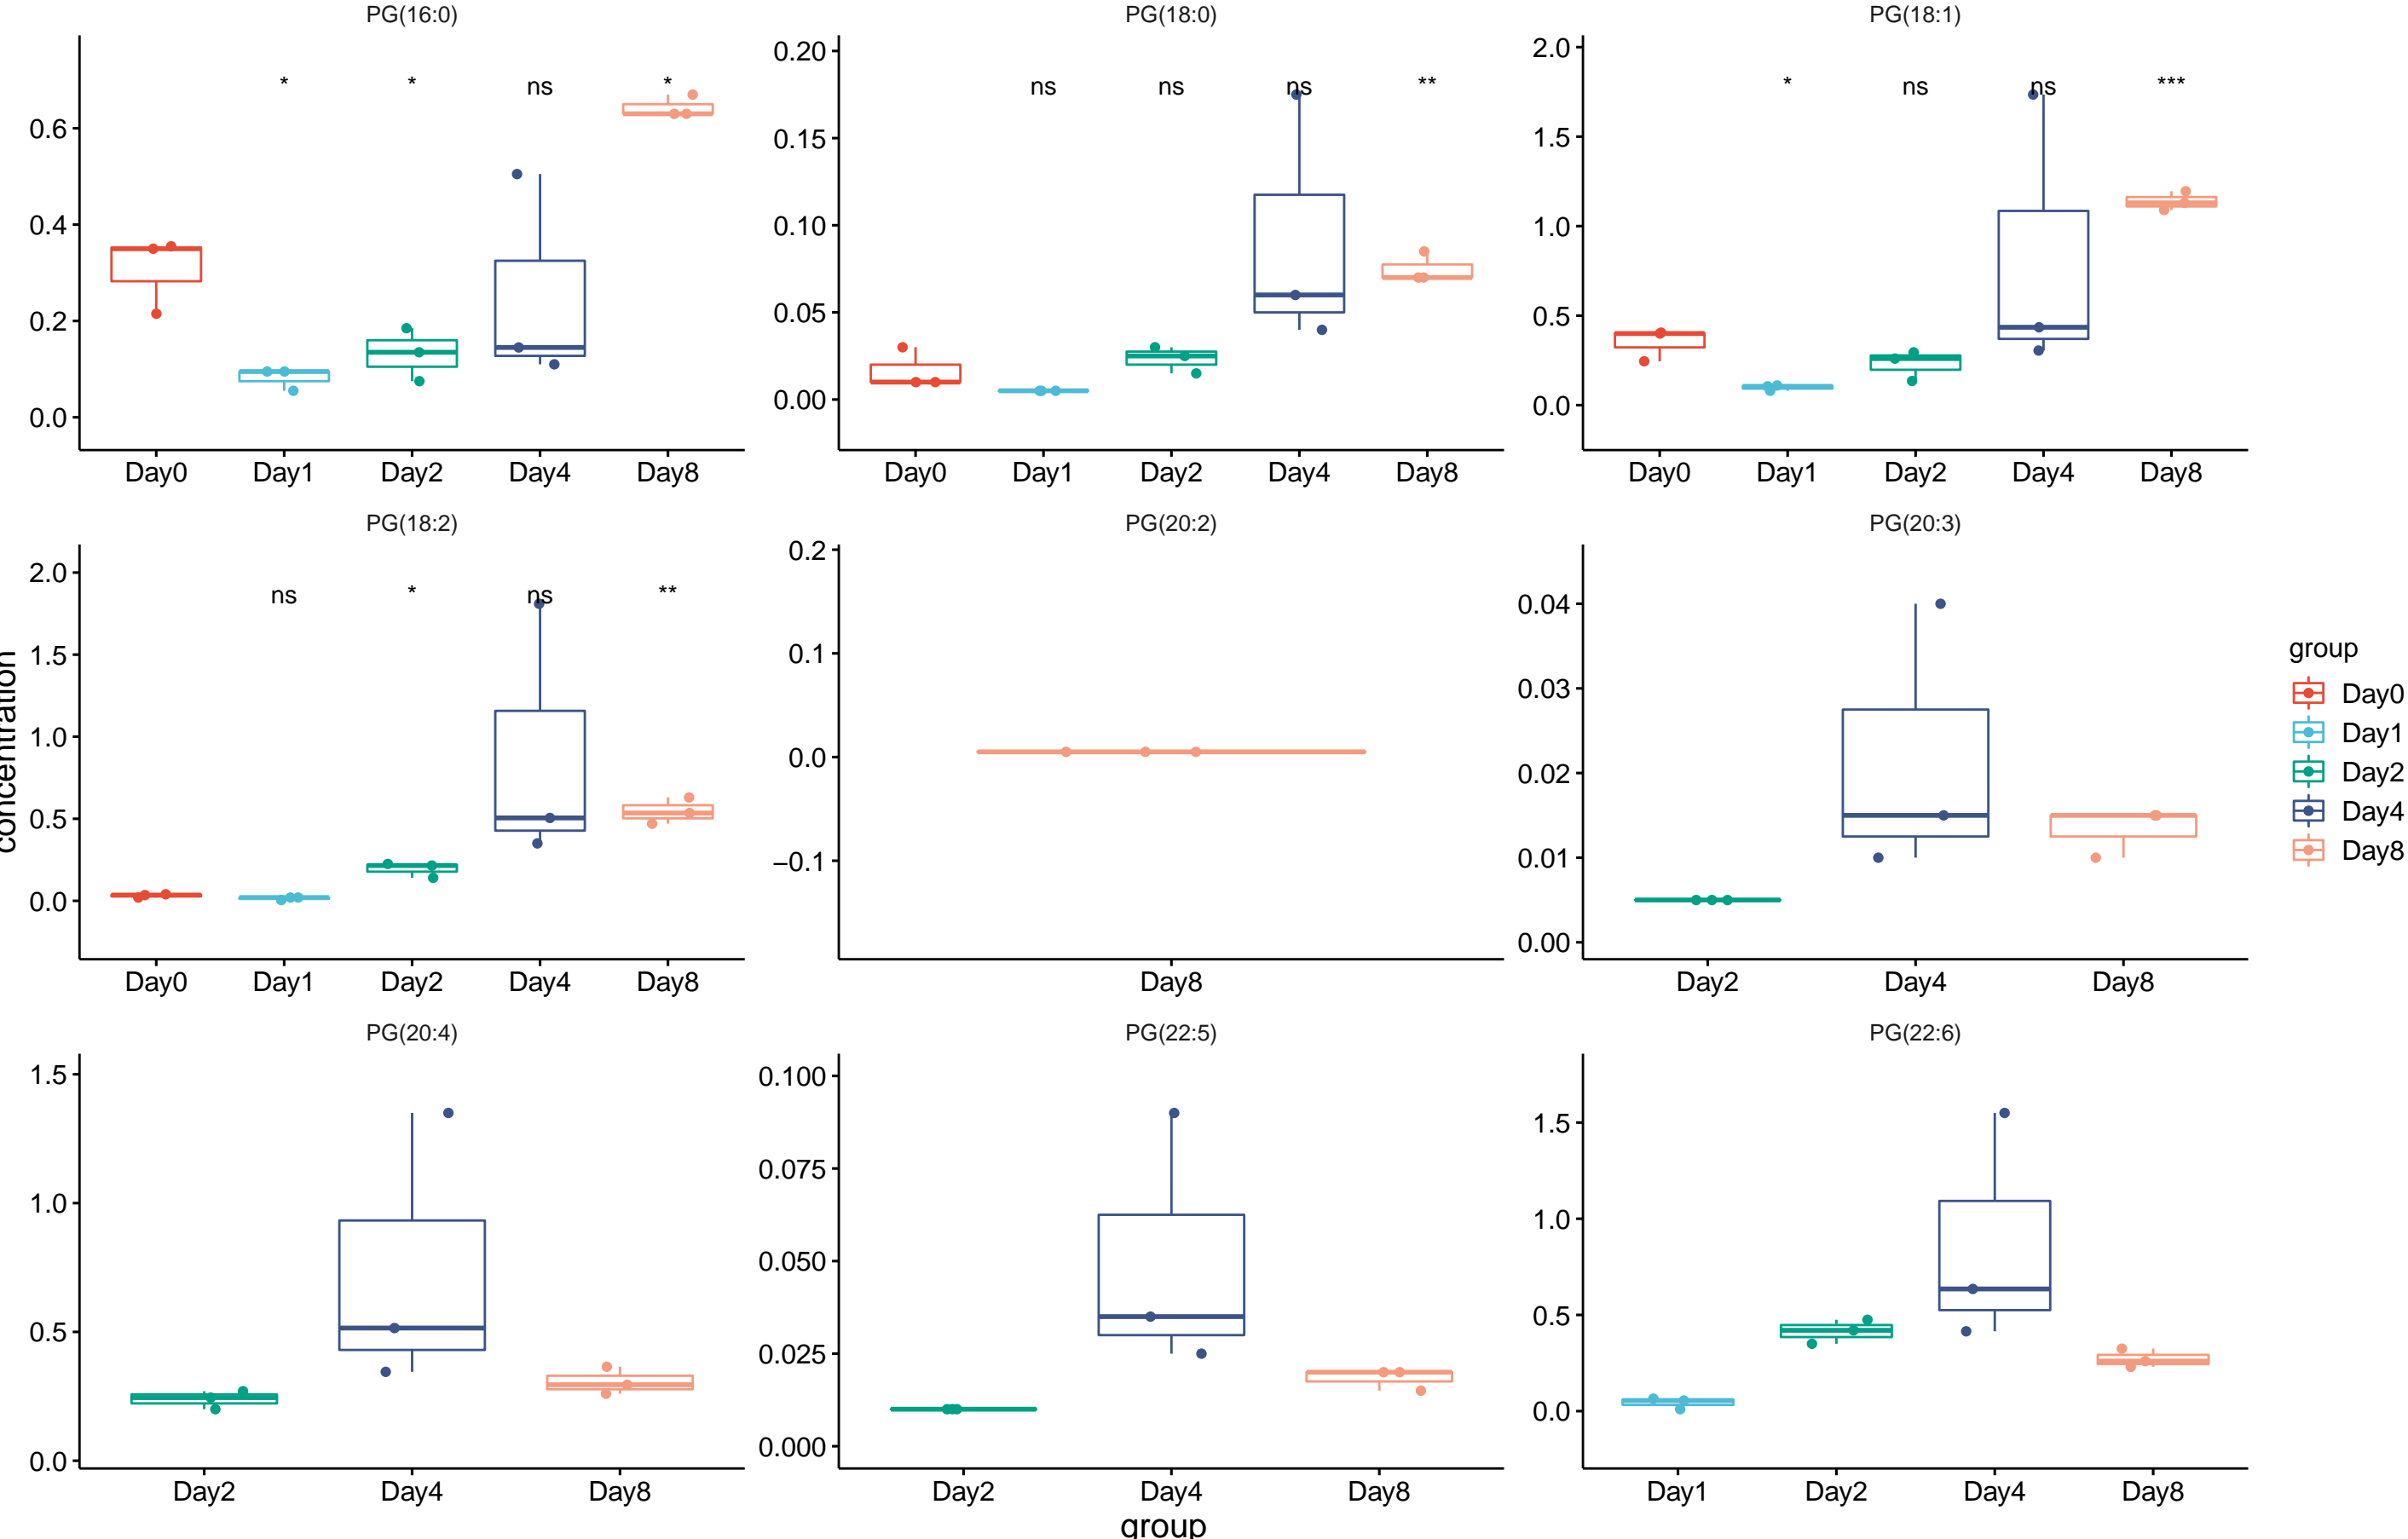 PG(16:0) PG(18:0) PG(18:1)
0.6
0.4
0.2
0.0
* * ns *
Day0 Day1 Day2 Day4 Day8
0.20
0.15
0.10
0.05
0.00
ns ns ns **
Day0 Day1 Day2 Day4 Day8
2.0
1.5
1.0
0.5
0.0
* ns ns ***
Day0 Day1 Day2 Day4 Day8
PG(18:2) PG(20:2) PG(20:3)
concentration
2.0
1.5
1.0
0.5
0.0
ns * ns **
Day0 Day1 Day2 Day4 Day8
0.2
0.1
0.0
−0.1
Day8
0.04
0.03
0.02
0.01
0.00
Day2 Day4 Day8
group
Day0
Day1
Day2
Day4
Day8
PG(20:4) PG(22:5) PG(22:6)
1.5
1.0
0.5
0.0
Day2 Day4 Day8
0.100
0.075
0.050
0.025
0.000
Day2 Day4 Day8
1.5
1.0
0.5
0.0
Day1 Day2 Day4 Day8
group